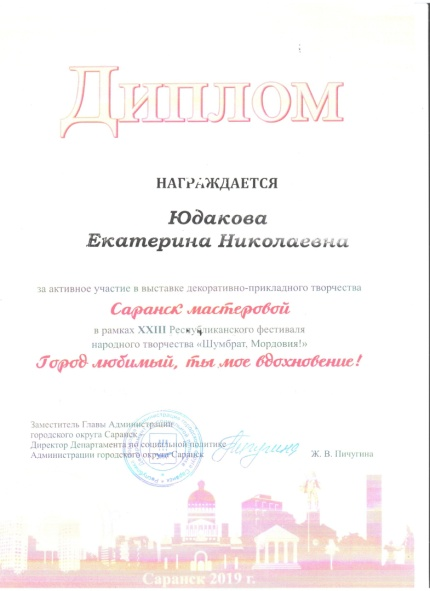 Диплом
НАГРАЖДАЕТСЯ
Юдакова
Екатерина Николаевна
за активное участие в выставке декоративно-прикладного творчества
Саранск мастеровой
в рамках XXIII Республиканского фестиваля
народного творчества «Шумбрат, Мордовия!»
Город любимый, ты мое вдохновение!
Заместитель Главы Администрации
городского округа Саранск -
Директор Департамента по социальной политике
Администрации городского округа Саранск
Ж. В. Пичугина
Саранск 2019 г.